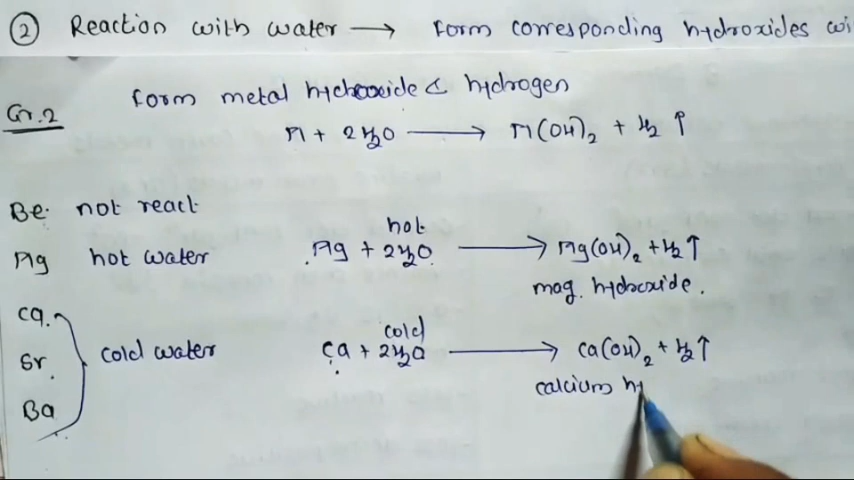 ② Reaction with water → Form corresponding hydroxides wi
Form metal hydroxide & hydrogen
Gr.2
M + 2H₂O → M(OH)₂ + H₂ ↑
Be not react
Mg hot water
hot
Mg + 2H₂O → Mg(OH)₂ + H₂ ↑
mag. hydroxide.
Ca.
Sr.
Ba
cold water
cold
Ca + 2H₂O → Ca(OH)₂ + H₂ ↑
calcium hy